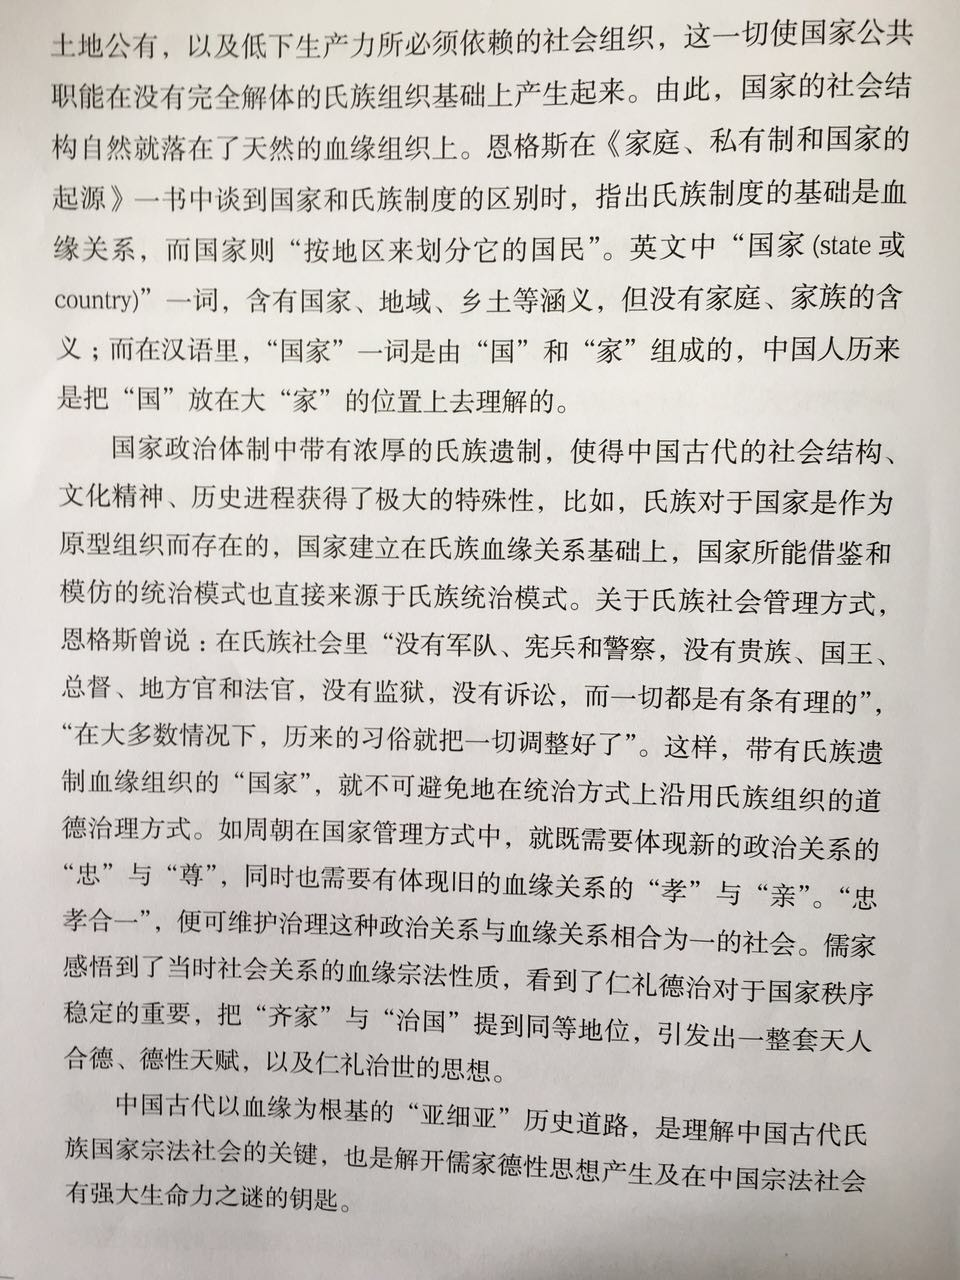 土地公有，以及低下生产力所必须依赖的社会组织，这一切使国家公共
职能在没有完全解体的氏族组织基础上产生起来。由此，国家的社会结
构自然就落在了天然的血缘组织上。恩格斯在《家庭、私有制和国家的
起源》一书中谈到国家和氏族制度的区别时，指出氏族制度的基础是血
缘关系，而国家则“按地区来划分它的国民”。英文中“国家(state或
country)”一词，含有国家、地域、乡土等涵义，但没有家庭、家族的含
义；而在汉语里，“国家”一词是由“国”和“家”组成的，中国人历来
是把“国”放在大“家”的位置上去理解的。
国家政治体制中带有浓厚的氏族遗制，使得中国古代的社会结构、
文化精神、历史进程获得了极大的特殊性，比如，氏族对于国家是作为
原型组织而存在的，国家建立在氏族血缘关系基础上，国家所能借鉴和
模仿的统治模式也直接来源于氏族统治模式。关于氏族社会管理方式，
恩格斯曾说：在氏族社会里“没有军队、宪兵和警察，没有贵族、国王、
总督、地方官和法官，没有监狱，没有诉讼，而一切都是有条有理的”，
“在大多数情况下，历来的习俗就把一切调整好了”。这样，带有氏族遗
制血缘组织的“国家”，就不可避免地在统治方式上沿用氏族组织的道
德治理方式。如周朝在国家管理方式中，就既需要体现新的政治关系的
“忠”与“尊”，同时也需要有体现旧的血缘关系的“孝”与“亲”。“忠
孝合一”，便可维护治理这种政治关系与血缘关系相合为一的社会。儒家
感悟到了当时社会关系的血缘宗法性质，看到了仁礼德治对于国家秩序
稳定的重要，把“齐家”与“治国”提到同等地位，引发出一整套天人
合德、德性天赋，以及仁礼治世的思想。
中国古代以血缘为根基的“亚细亚”历史道路，是理解中国古代氏
族国家宗法社会的关键，也是解开儒家德性思想产生及在中国宗法社会
有强大生命力之谜的钥匙。